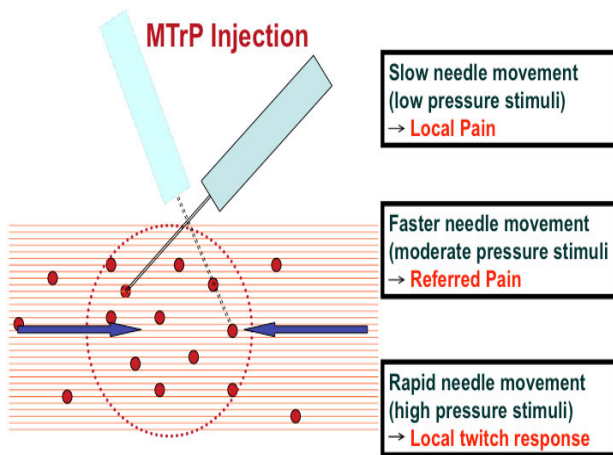 MTrP Injection
Slow needle movement
(low pressure stimuli)
→ Local Pain
Faster needle movement
(moderate pressure stimuli
→ Referred Pain
Rapid needle movement
(high pressure stimuli)
→ Local twitch response